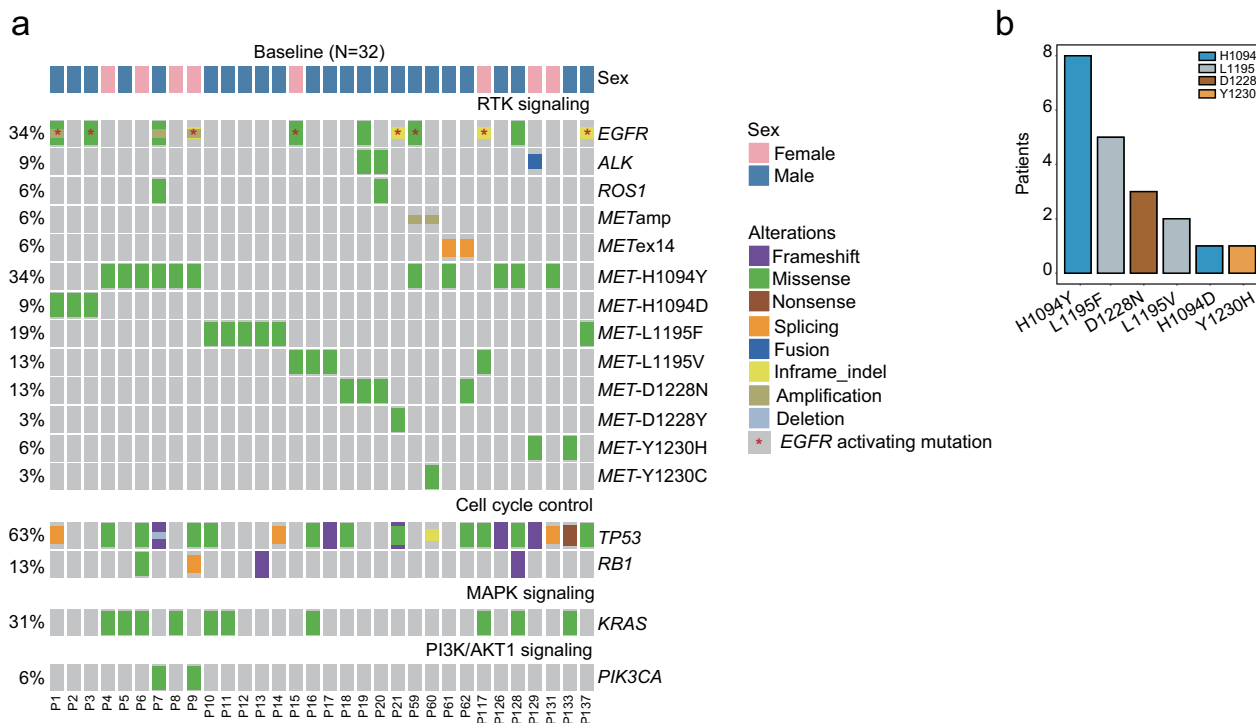 a
Baseline (N=32)
Sex
RTK signaling
34% EGFR
9% ALK
6% ROS1
6% METamp
6% METex14
34% MET-H1094Y
9% MET-H1094D
19% MET-L1195F
13% MET-L1195V
13% MET-D1228N
3% MET-D1228Y
6% MET-Y1230H
3% MET-Y1230C
Cell cycle control
63% TP53
13% RB1
MAPK signaling
31% KRAS
PI3K/AKT1 signaling
6% PIK3CA
P1 P2 P3 P4 P5 P6 P7 P8 P9 P10 P11 P12 P13 P14 P15 P16 P17 P18 P19 P20 P21 P59 P60 P61 P62 P117 P126 P128 P129 P131 P133 P137
Sex
Female
Male
Alterations
Frameshift
Missense
Nonsense
Splicing
Fusion
Inframe_indel
Amplification
Deletion
* EGFR activating mutation
b
8
6
4
2
0
Patients
H1094
L1195
D1228
Y1230
H1094Y
L1195F
D1228N
L1195V
H1094D
Y1230H